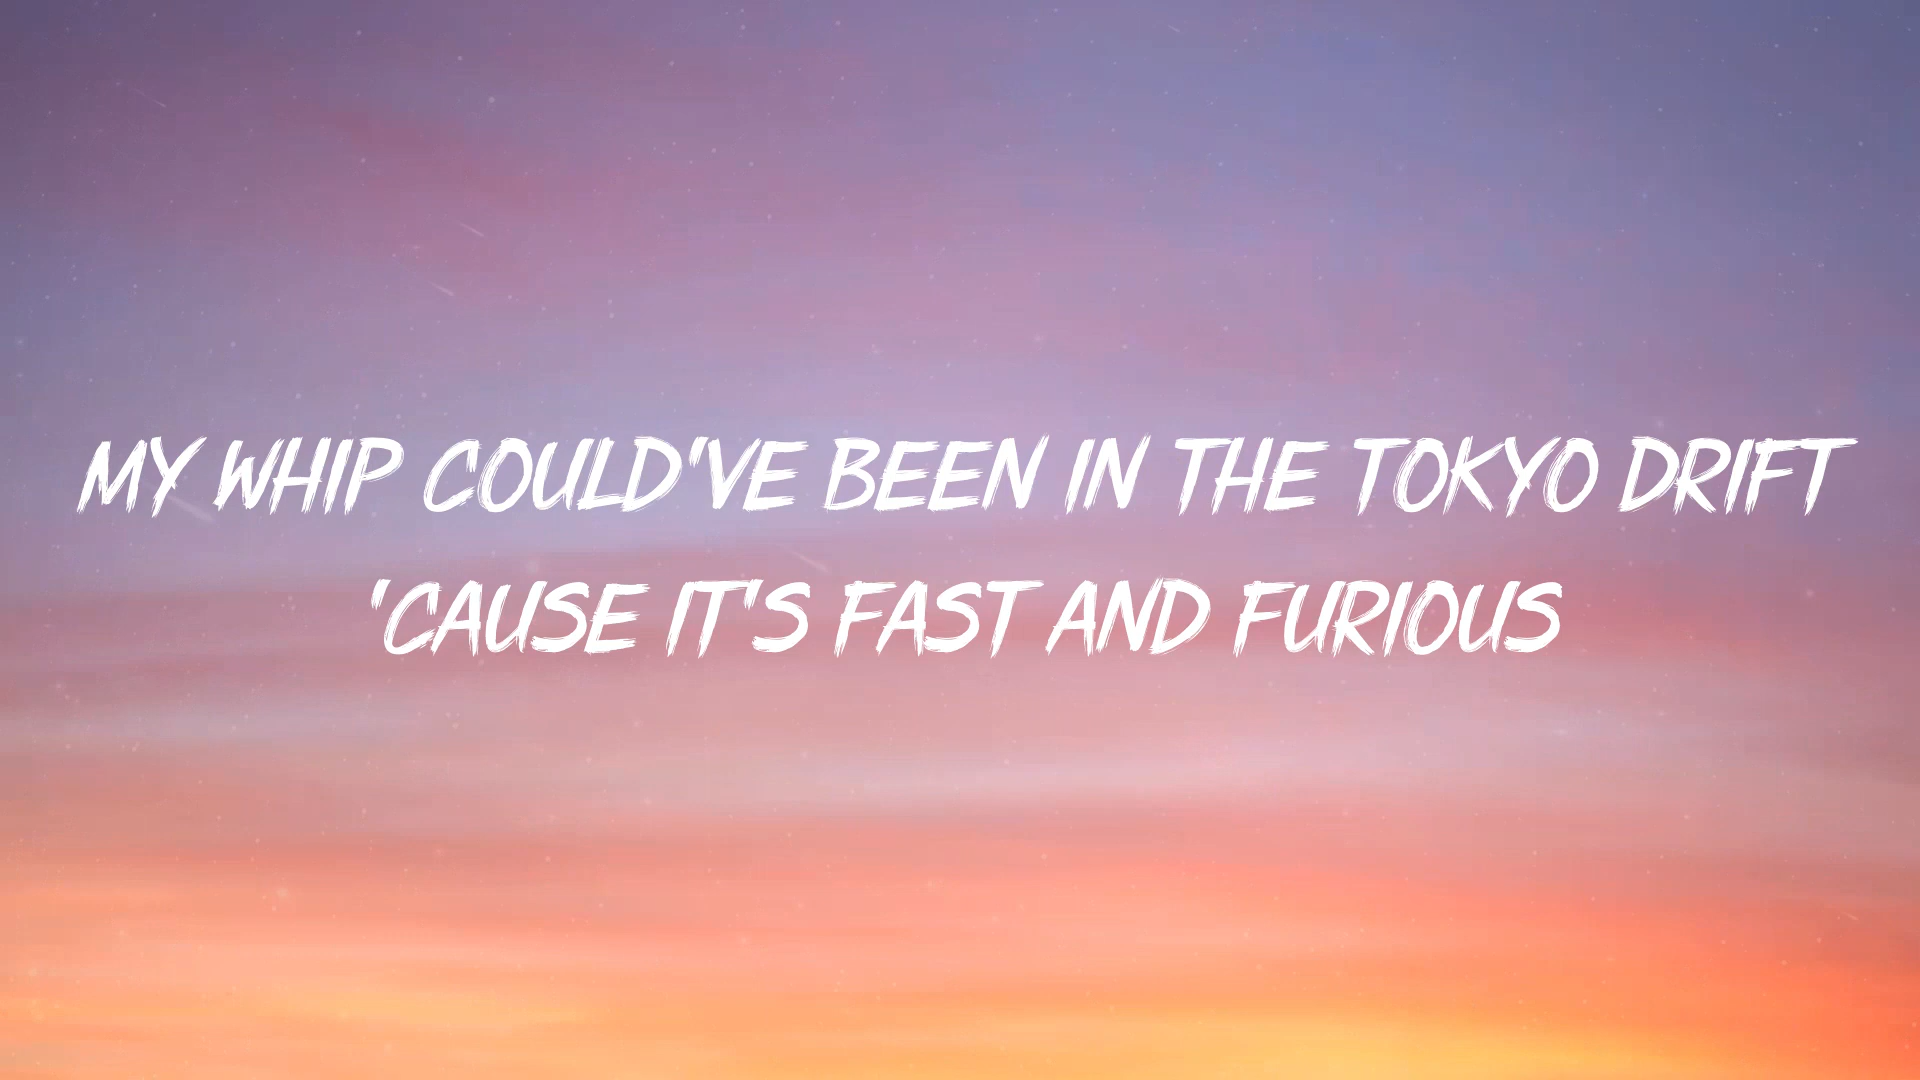 MY WHIP COULD'VE BEEN IN THE TOKYO DRIFT
'CAUSE IT'S FAST AND FURIOUS